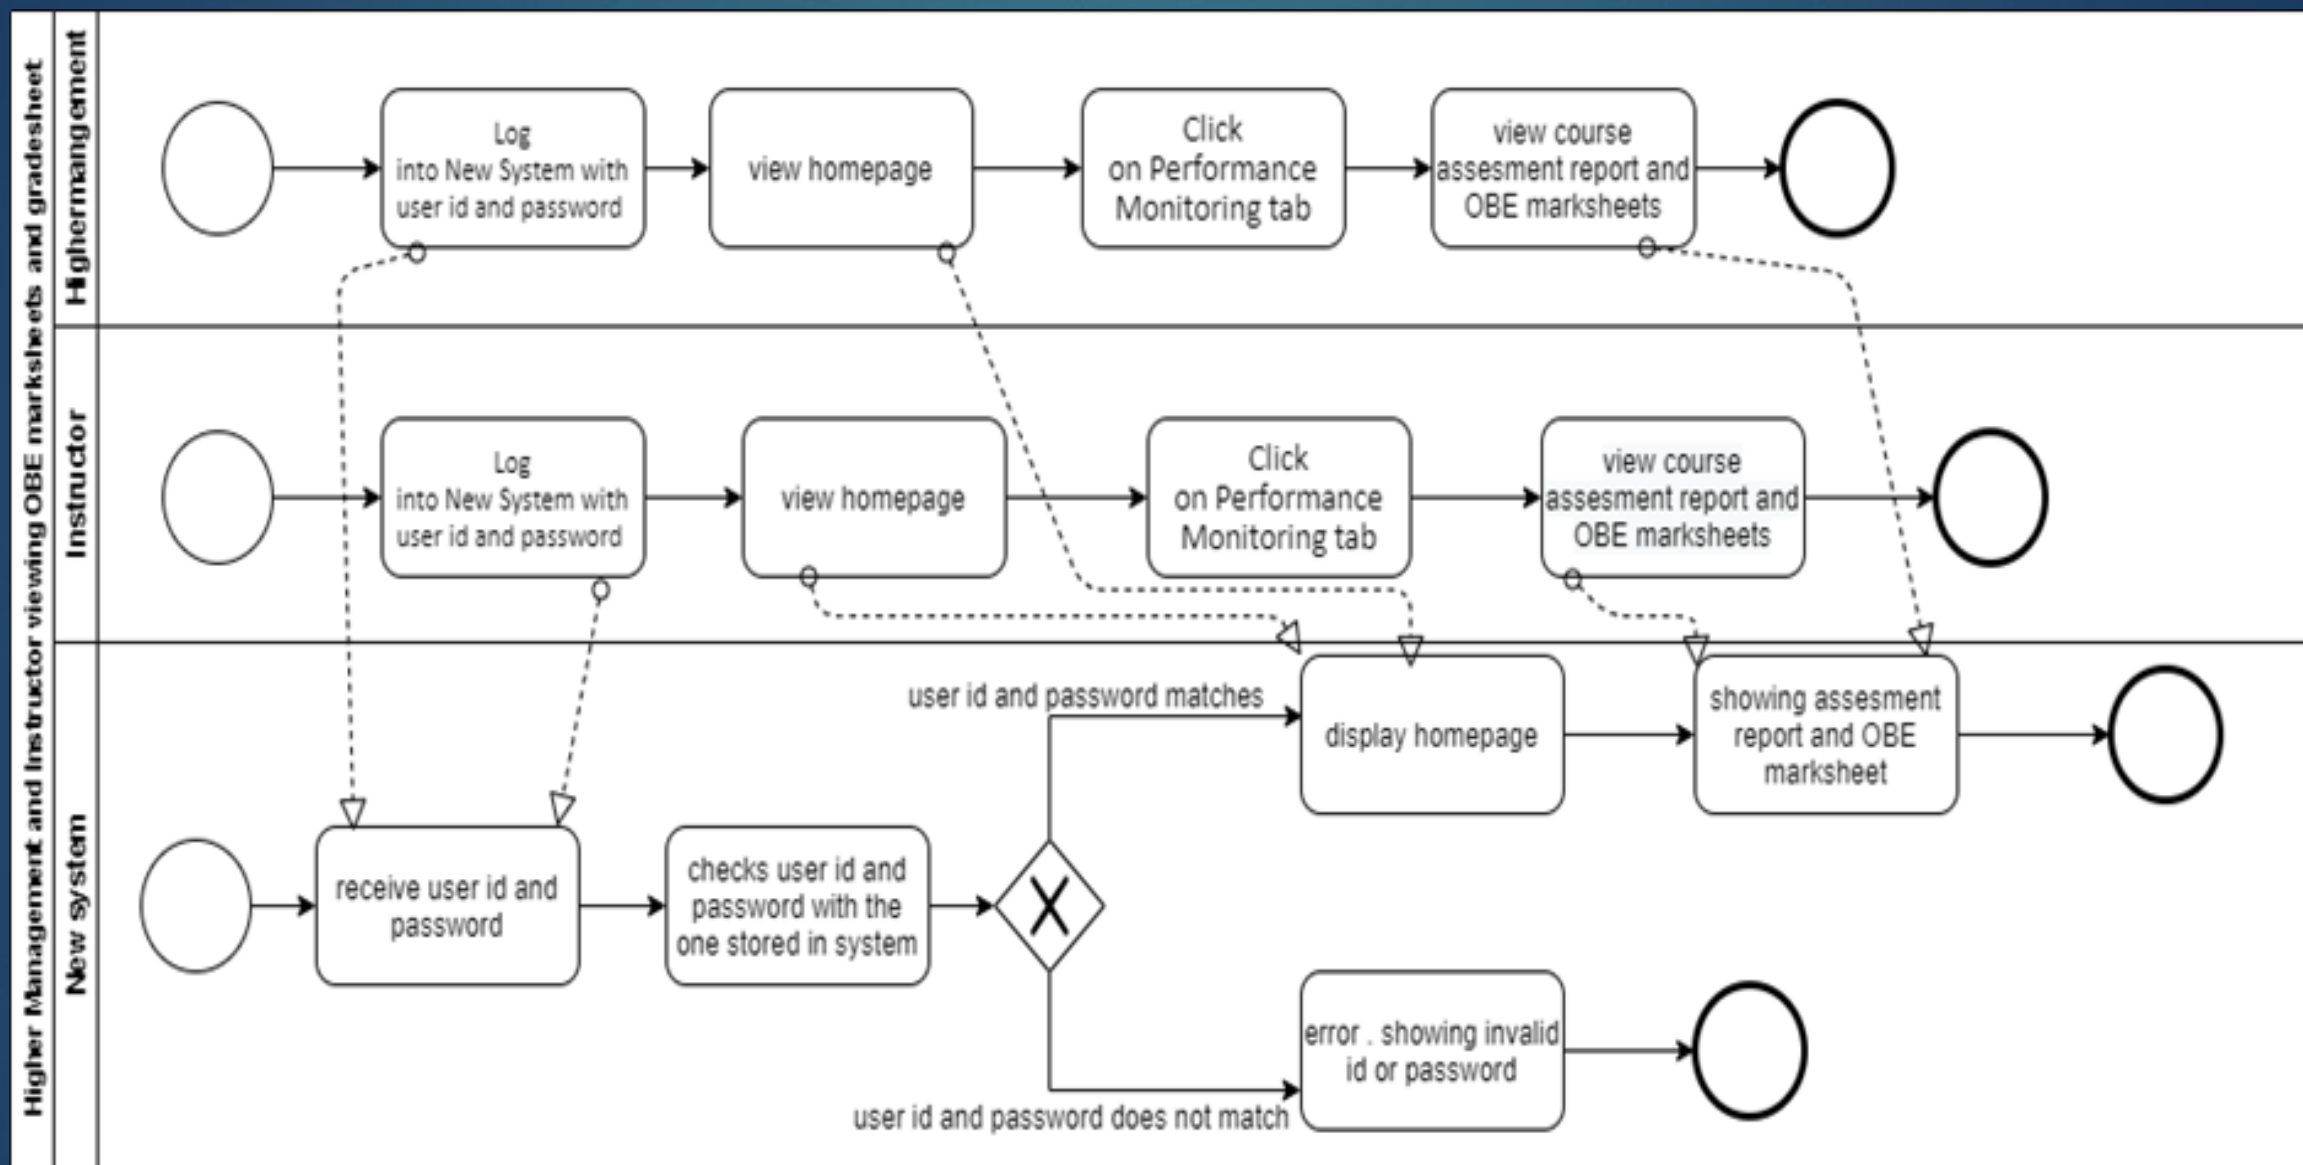 Higher Management and Instructor viewing OBE marksheets and gradesheet
Highermangement
Log
into New System with
user id and password
view homepage
Click
on Performance
Monitoring tab
view course
assesment report and
OBE marksheets
Instructor
Log
into New System with
user id and password
view homepage
Click
on Performance
Monitoring tab
view course
assesment report and
OBE marksheets
New system
receive user id and
password
checks user id and
password with the
one stored in system
user id and password matches
display homepage
showing assesment
report and OBE
marksheet
user id and password does not match
error . showing invalid
id or password